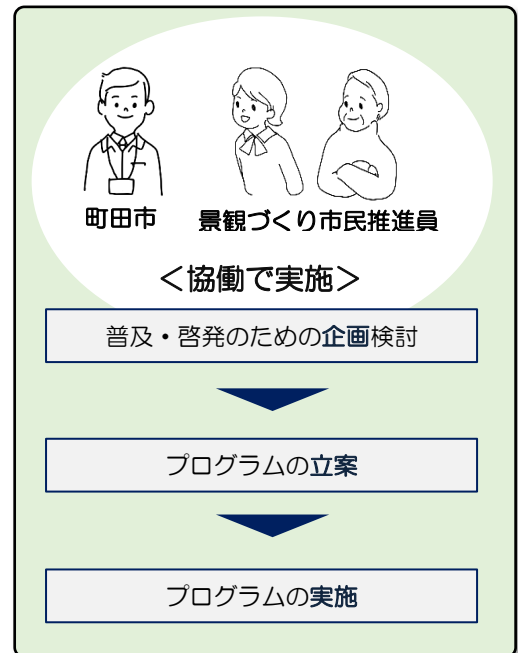 町田市 景観づくり市民推進員
＜協働で実施＞
普及・啓発のための企画検討
プログラムの立案
プログラムの実施